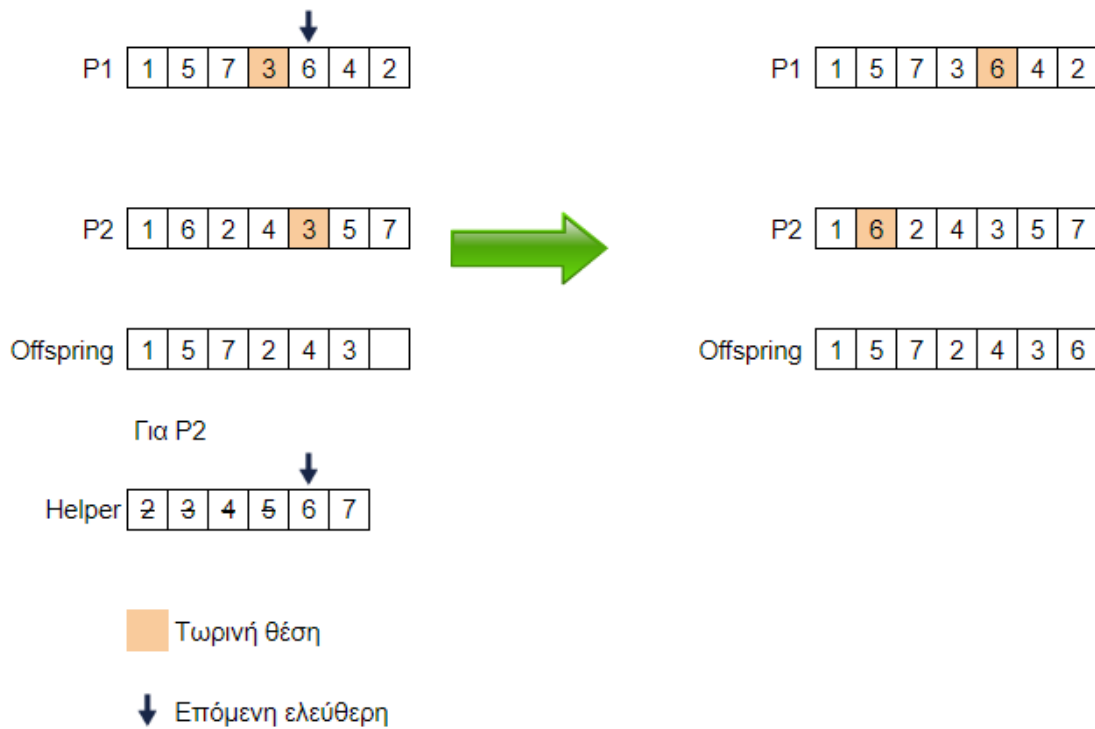 P1 1 5 7 3 6 4 2
P1 1 5 7 3 6 4 2
P2 1 6 2 4 3 5 7
P2 1 6 2 4 3 5 7
Offspring 1 5 7 2 4 3
Offspring 1 5 7 2 4 3 6
Για P2
Helper 2 3 4 5 6 7
Τωρινή θέση
Επόμενη ελεύθερη